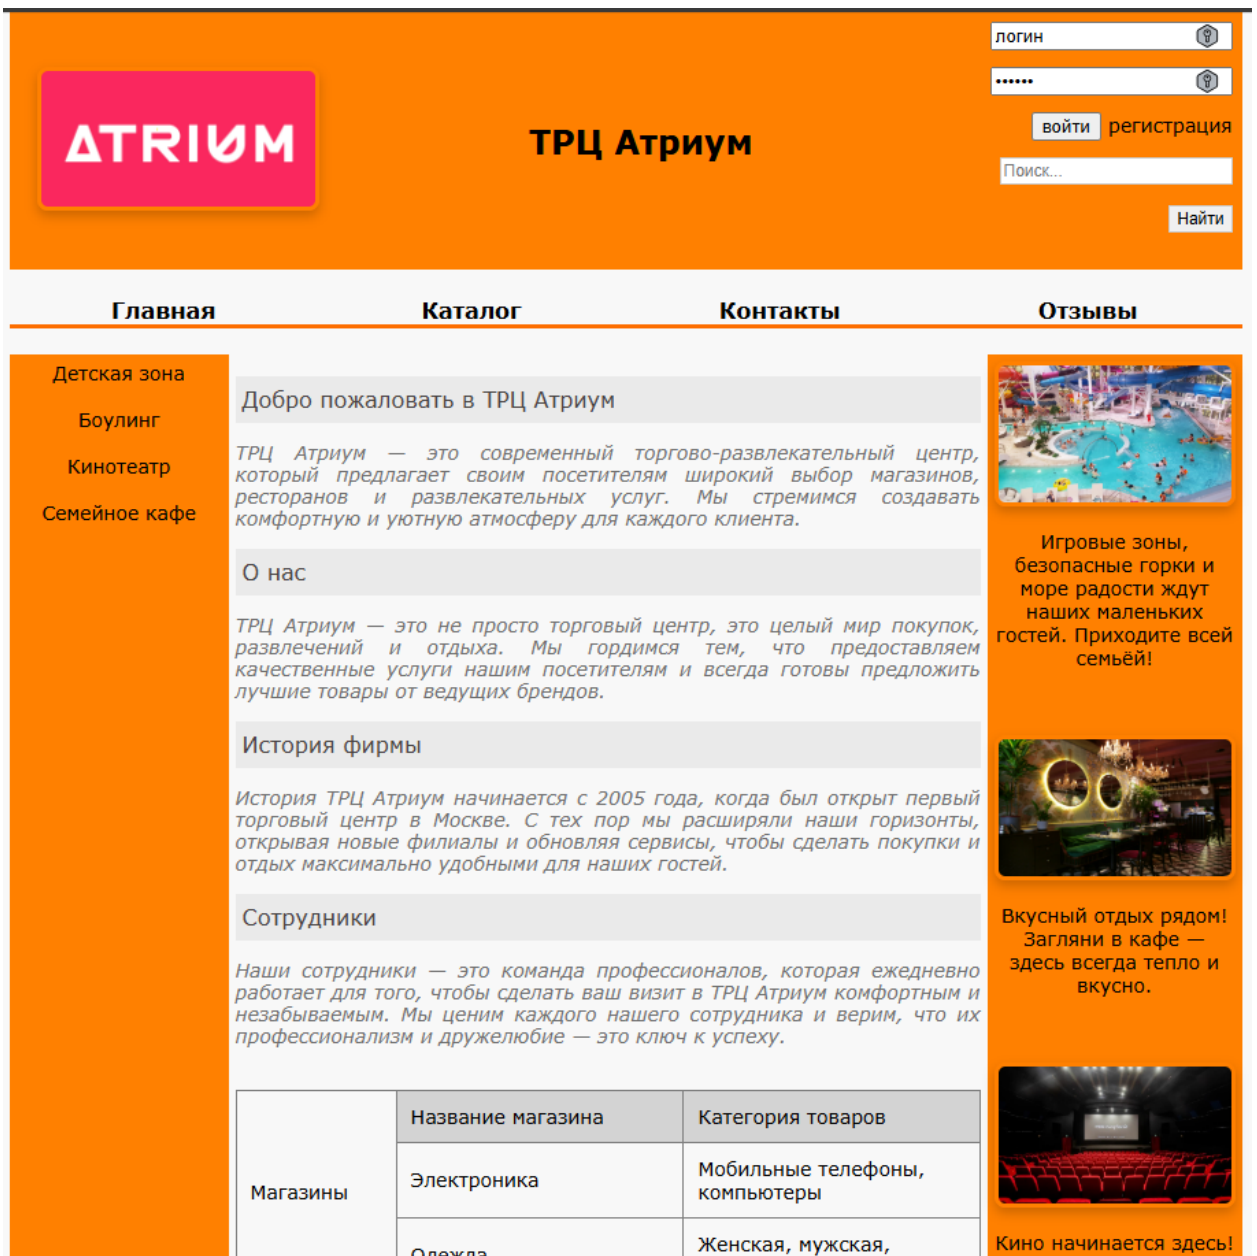 логин
••••••
войти регистрация
Поиск...
Найти
ATRIUM
ТРЦ Атриум
Главная Каталог Контакты Отзывы
Детская зона
Боулинг
Кинотеатр
Семейное кафе
Добро пожаловать в ТРЦ Атриум
ТРЦ Атриум — это современный торгово-развлекательный центр,
который предлагает своим посетителям широкий выбор магазинов,
ресторанов и развлекательных услуг. Мы стремимся создавать
комфортную и уютную атмосферу для каждого клиента.
О нас
ТРЦ Атриум — это не просто торговый центр, это целый мир покупок,
развлечений и отдыха. Мы гордимся тем, что предоставляем
качественные услуги нашим посетителям и всегда готовы предложить
лучшие товары от ведущих брендов.
История фирмы
История ТРЦ Атриум начинается с 2005 года, когда был открыт первый
торговый центр в Москве. С тех пор мы расширяли наши горизонты,
открывая новые филиалы и обновляя сервисы, чтобы сделать покупки и
отдых максимально удобными для наших гостей.
Сотрудники
Наши сотрудники — это команда профессионалов, которая ежедневно
работает для того, чтобы сделать ваш визит в ТРЦ Атриум комфортным и
незабываемым. Мы ценим каждого нашего сотрудника и верим, что их
профессионализм и дружелюбие — это ключ к успеху.
Магазины
Название магазина Категория товаров
Электроника
Мобильные телефоны,
компьютеры
Одежда
Женская, мужская,
Игровые зоны,
безопасные горки и
море радости ждут
наших маленьких
гостей. Приходите всей
семьёй!
Вкусный отдых рядом!
Загляни в кафе —
здесь всегда тепло и
вкусно.
Кино начинается здесь!